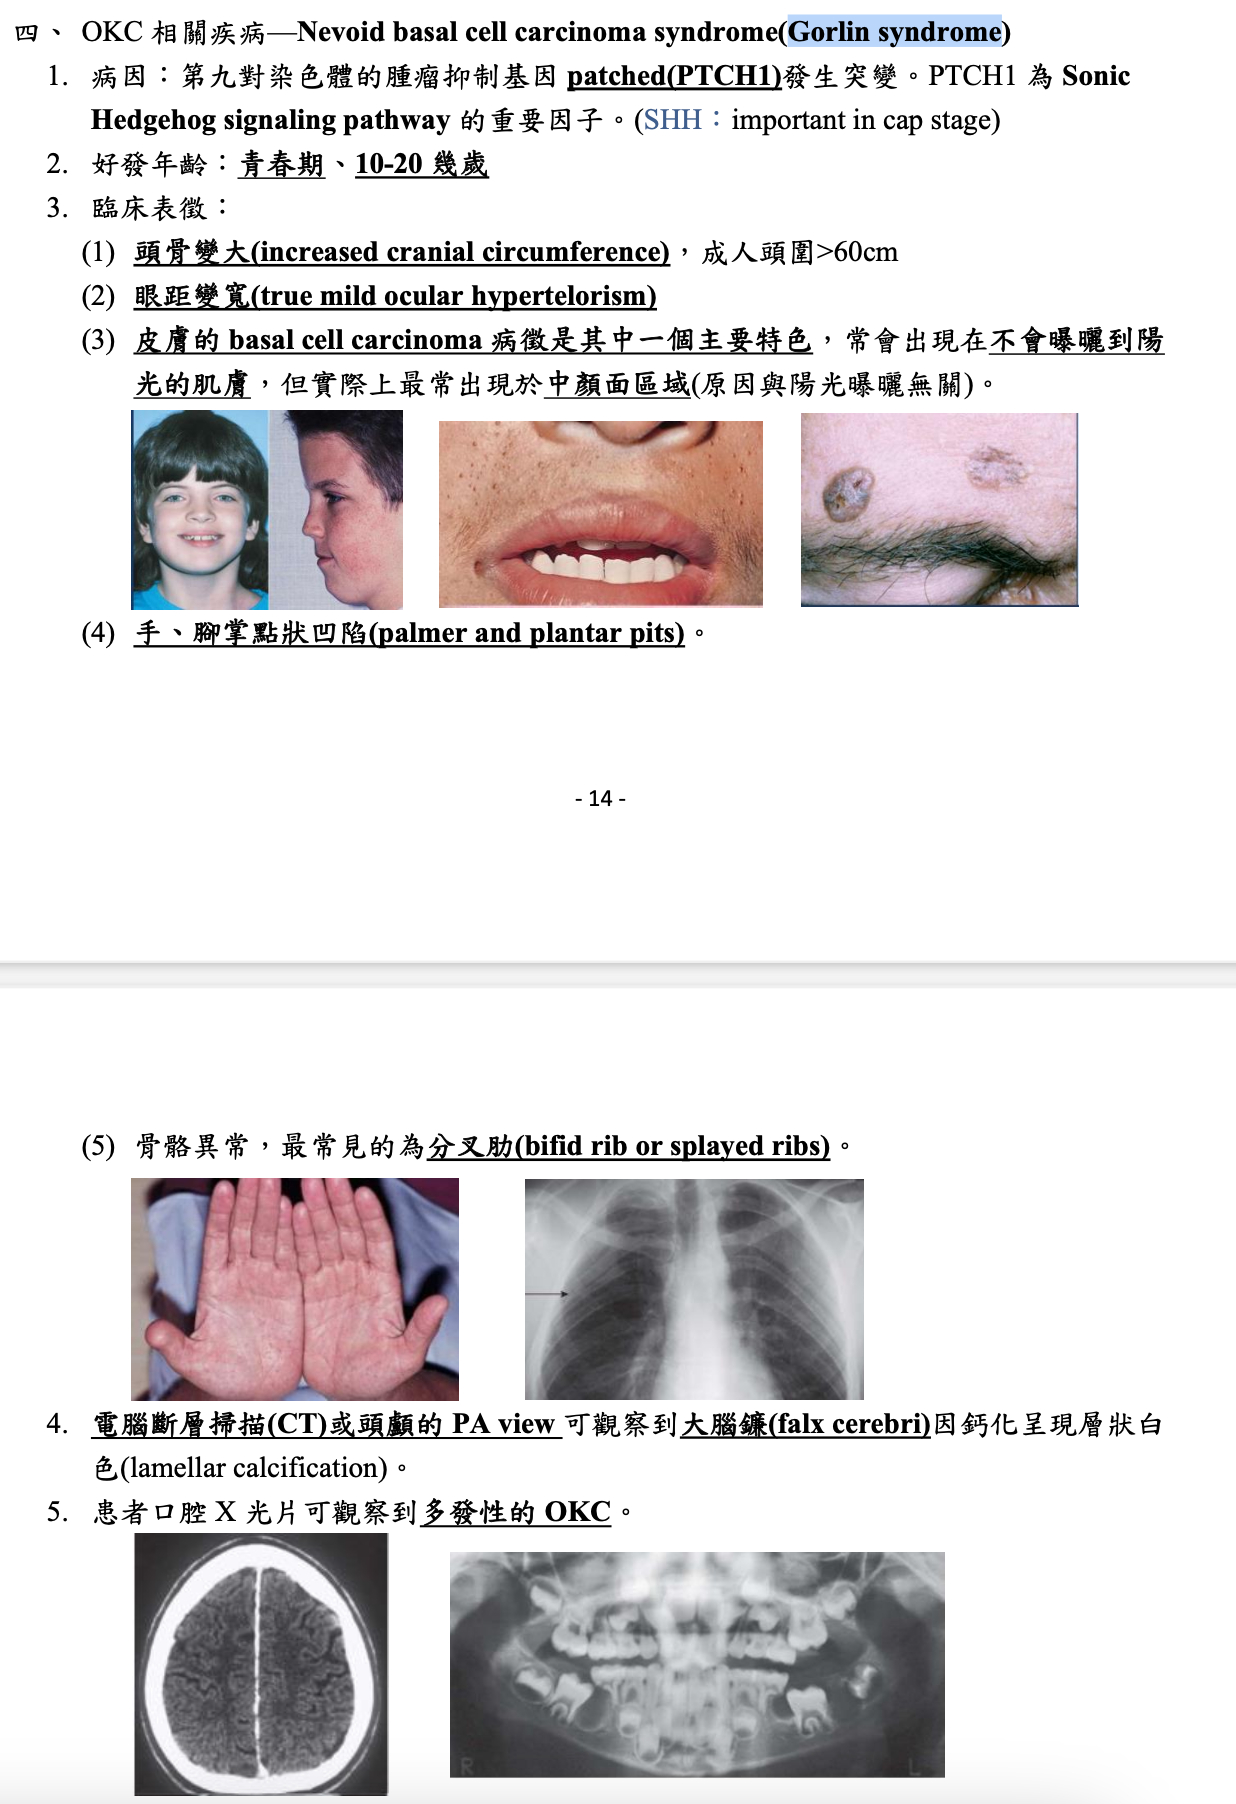 四、 OKC 相關疾病—Nevoid basal cell carcinoma syndrome(Gorlin syndrome)
1. 病因：第九對染色體的腫瘤抑制基因 patched(PTCH1)發生突變。PTCH1 為 Sonic
Hedgehog signaling pathway 的重要因子。(SHH：important in cap stage)
2. 好發年齡：青春期、10-20 幾歲
3. 臨床表徵：
(1) 頭骨變大(increased cranial circumference)，成人頭圍>60cm
(2) 眼距變寬(true mild ocular hypertelorism)
(3) 皮膚的 basal cell carcinoma 病徵是其中一個主要特色，常會出現在不會曝曬到陽
光的肌膚，但實際上最常出現於中顏面區域(原因與陽光曝曬無關)。
(4) 手、腳掌點狀凹陷(palmer and plantar pits)。
- 14 -
(5) 骨骼異常，最常見的為分叉肋(bifid rib or splayed ribs)。
4. 電腦斷層掃描(CT)或頭顱的 PA view 可觀察到大腦鐮(falx cerebri)因鈣化呈現層狀白
色(lamellar calcification)。
5. 患者口腔 X 光片可觀察到多發性的 OKC。
R L